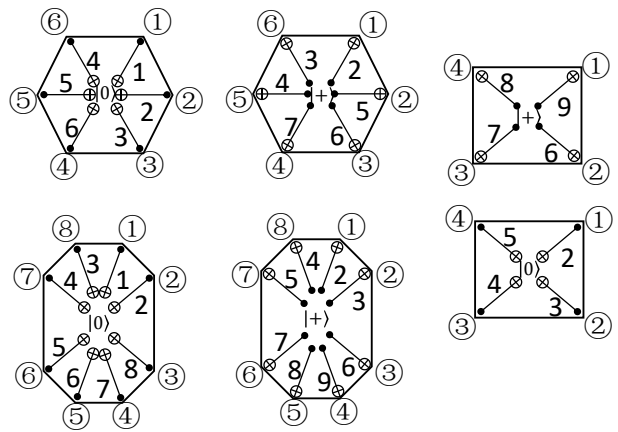 ⑥ ① ⑥ ① ④ ①
4 1 3 2 8 9
⑤ 5 |0⟩ 2 ② ⑤ 4 |+⟩ 5 ② |+⟩
6 3 7 6 7 6
④ ③ ④ ③ ③ ②
⑧ ① ⑧ ① ④ ①
3 1 4 2 5 2
⑦ 4 2 ② ⑦ 5 3 ② |0⟩
|0⟩ |+⟩ 4 3
5 8 7 6 ③ ②
⑥ 6 7 ③ ⑥ 8 9 ③
⑤ ④ ⑤ ④